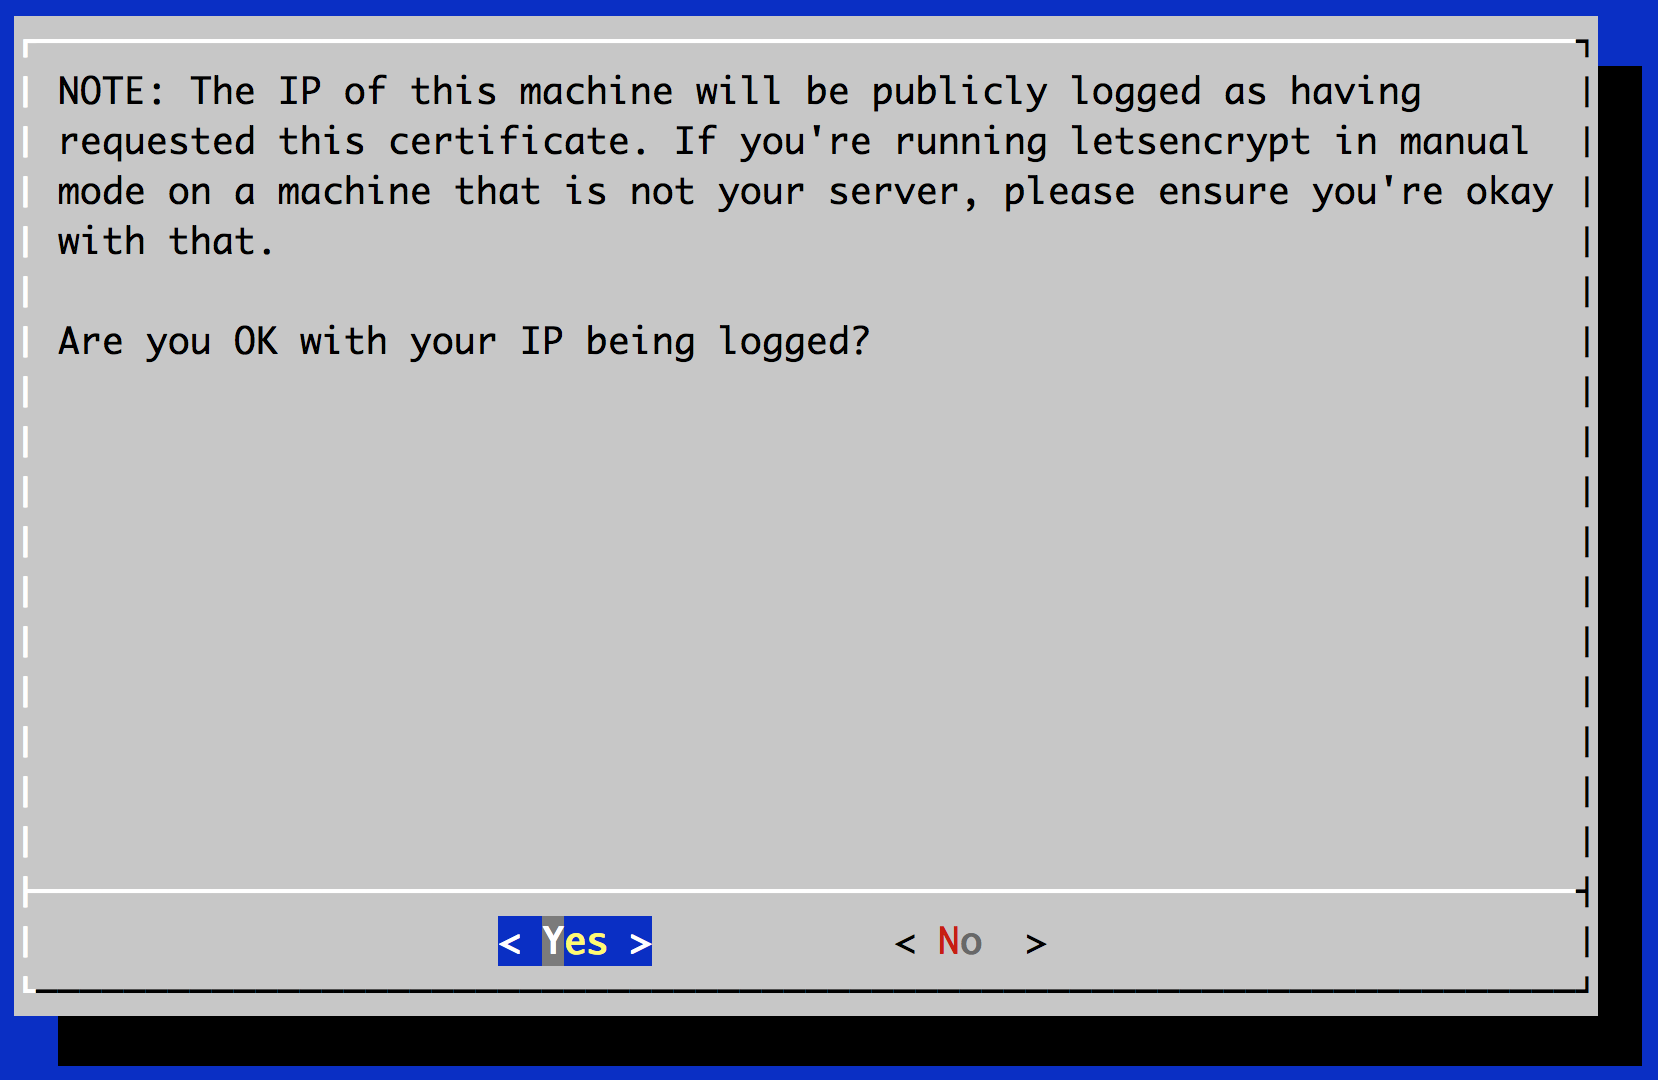 NOTE: The IP of this machine will be publicly logged as having
requested this certificate. If you're running letsencrypt in manual
mode on a machine that is not your server, please ensure you're okay
with that.
Are you OK with your IP being logged?
< Yes > < No >